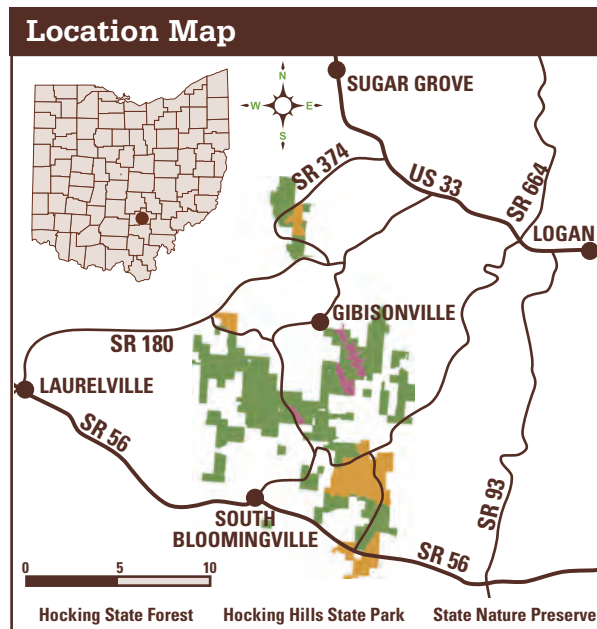 Location Map
N
W E
S
SUGAR GROVE
SR 374
US 33
SR 664
LOGAN
GIBISONVILLE
SR 180
LAURELVILLE
SR 56
SOUTH
BLOOMINGVILLE
SR 93
SR 56
0 5 10
Hocking State Forest Hocking Hills State Park State Nature Preserve